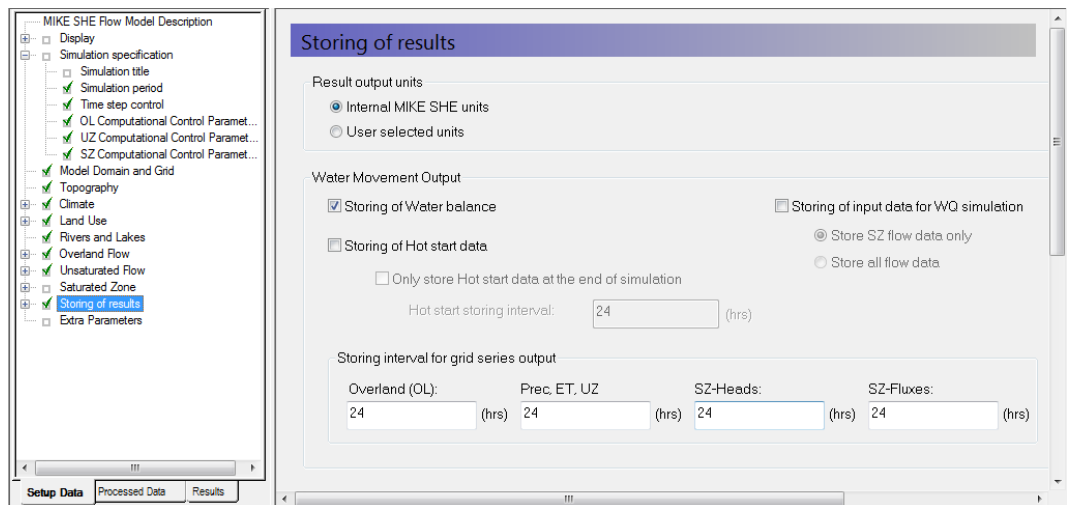 MIKE SHE Flow Model Description
Display
Simulation specification
Simulation title
Simulation period
Time step control
OL Computational Control Paramet...
UZ Computational Control Paramet...
SZ Computational Control Paramet...
Model Domain and Grid
Topography
Climate
Land Use
Rivers and Lakes
Overland Flow
Unsaturated Flow
Saturated Zone
Storing of results
Extra Parameters
Setup Data Processed Data Results
Storing of results
Result output units
Internal MIKE SHE units
User selected units
Water Movement Output
Storing of Water balance Storing of input data for WQ simulation
Store SZ flow data only
Storing of Hot start data
Store all flow data
Only store Hot start data at the end of simulation
Hot start storing interval: 24 (hrs)
Storing interval for grid series output
Overland (OL): Prec, ET, UZ SZ-Heads: SZ-Fluxes:
24 (hrs) 24 (hrs) 24 (hrs) 24 (hrs)